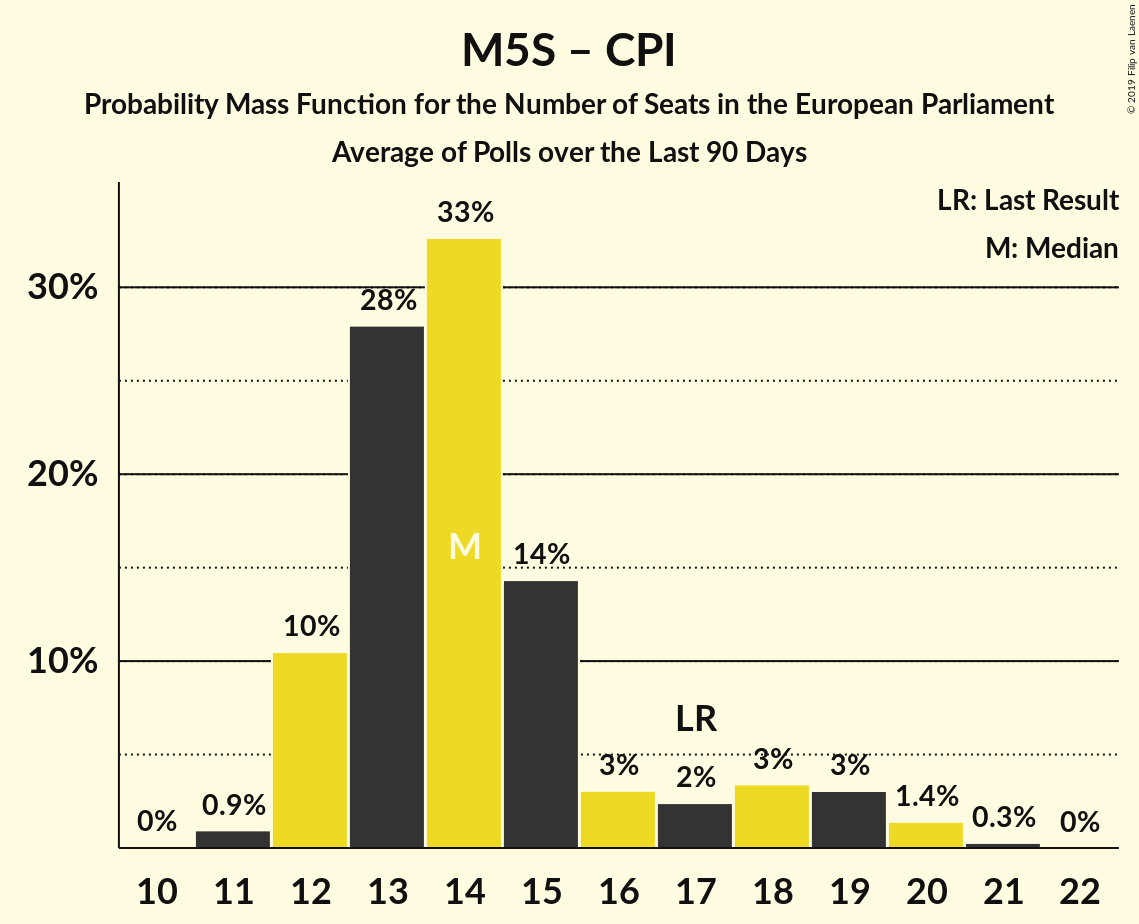 M5S – CPI
Probability Mass Function for the Number of Seats in the European Parliament
Average of Polls over the Last 90 Days
© 2019 Filip van Laenen
LR: Last Result
M: Median
33%
30%
28%
20%
M
14%
10%
10%
LR
3%
2%
3%
3%
0%
0.9%
1.4%
0.3%
0%
10 11 12 13 14 15 16 17 18 19 20 21 22